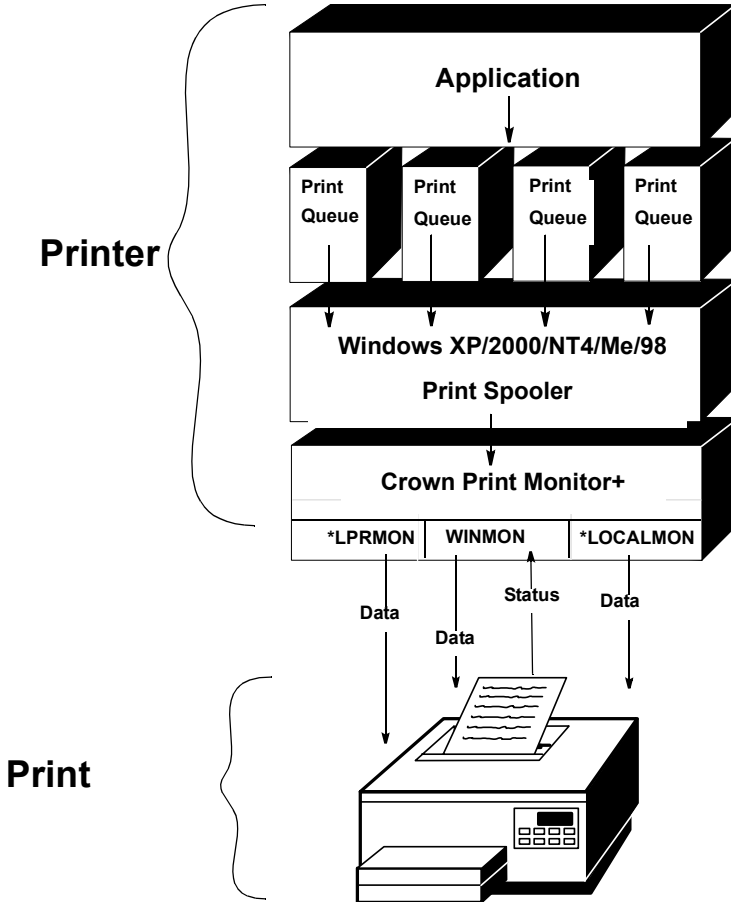 Application
Print
Queue
Print
Queue
Print
Queue
Print
Queue
Printer
Windows XP/2000/NT4/Me/98
Print Spooler
Crown Print Monitor+
*LPRMON
WINMON
*LOCALMON
Data
Data
Status
Data
Print